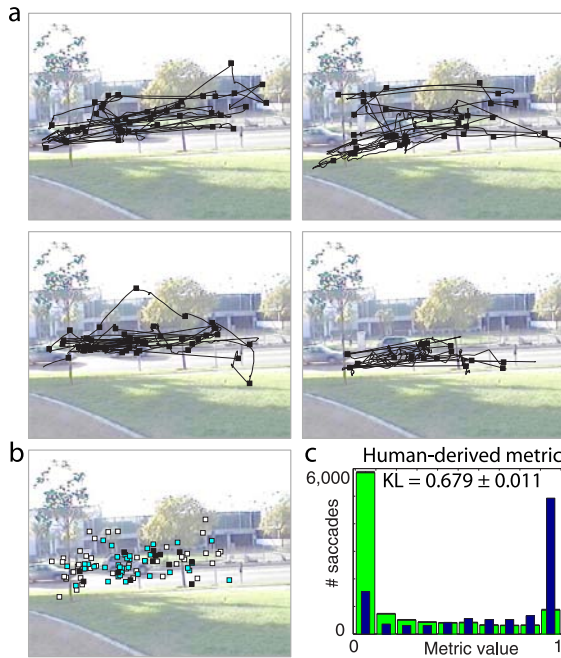 a
b
c
Human-derived metric
KL = 0.679 ± 0.011
6,000
# saccades
0
0
1
Metric value